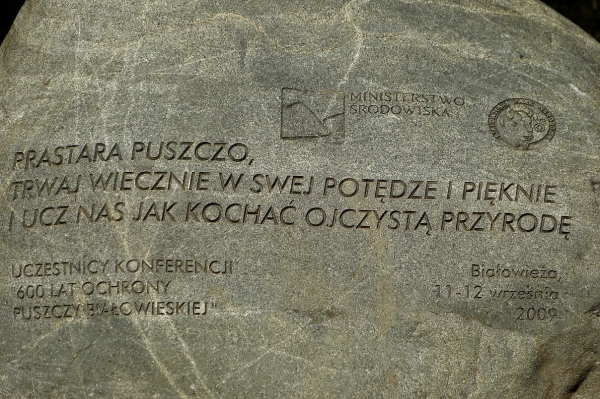 MINISTERSTWO
ŚRODOWISKA
PRASTARA PUSZCZO,
TRWAJ WIECZNIE W SWEJ POTĘDZE I PIĘKNIE
I UCZ NAS JAK KOCHAĆ OJCZYSTĄ PRZYRODĘ
UCZESTNICY KONFERENCJI
"600 LAT OCHRONY
PUSZCZY BIAŁOWIESKIEJ"
Białowieża,
11-12 września
2009